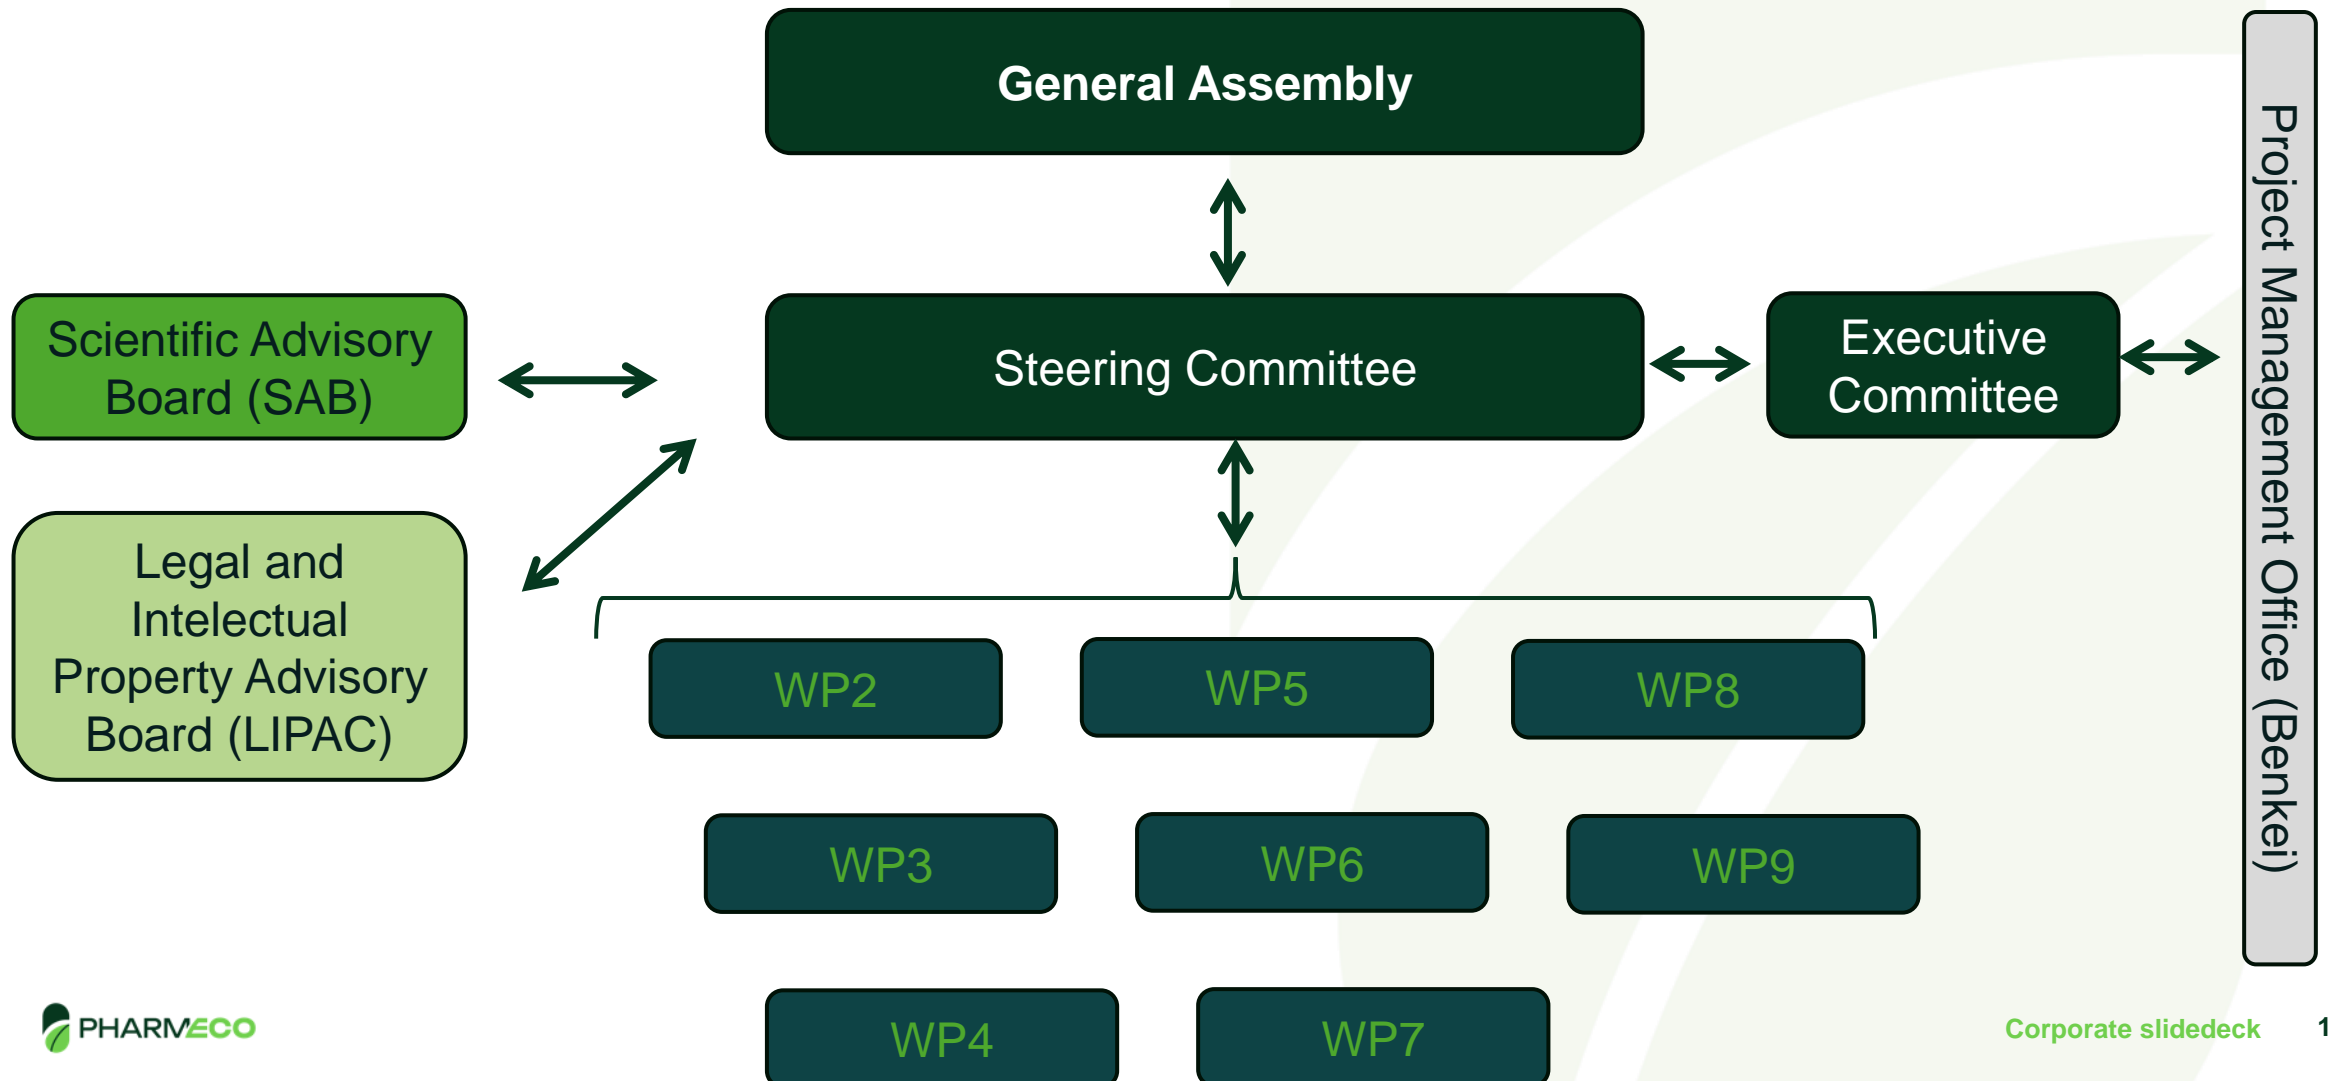 General Assembly
Scientific Advisory
Board (SAB)
Steering Committee
Executive
Committee
Project Management Office (Benkei)
Legal and
Intelectual
Property Advisory
Board (LIPAC)
WP2
WP5
WP8
WP3
WP6
WP9
WP4
WP7
PHARMECO
Corporate slidedeck
1